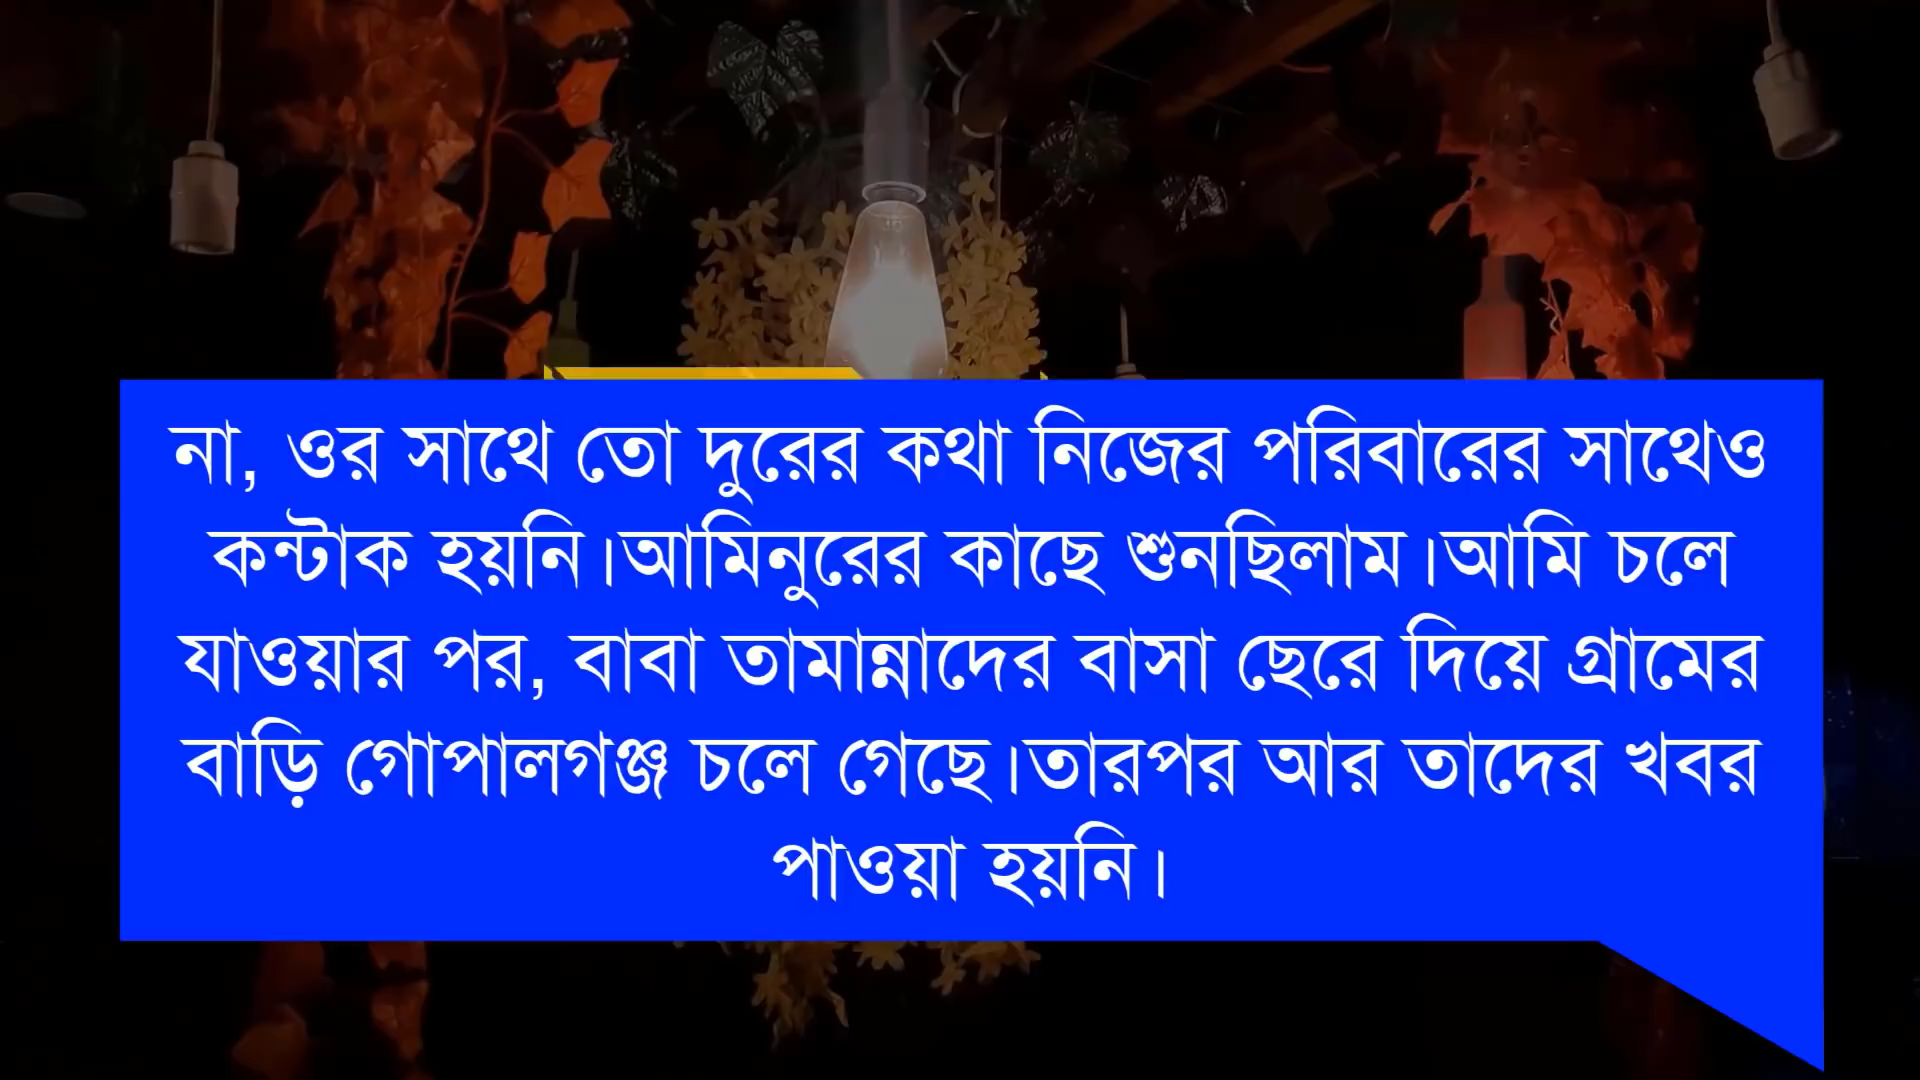 না, ওর সাথে তো দুরের কথা নিজের পরিবারের সাথেও
কন্টাক হয়নি।আমিনুরের কাছে শুনছিলাম।আমি চলে
যাওয়ার পর, বাবা তামান্নাদের বাসা ছেরে দিয়ে গ্রামের
বাড়ি গোপালগঞ্জ চলে গেছে।তারপর আর তাদের খবর
পাওয়া হয়নি।